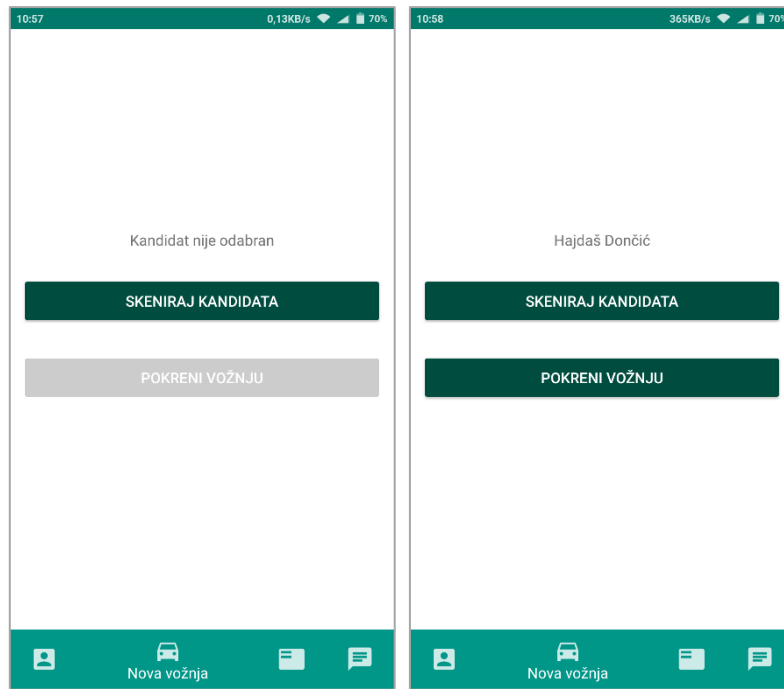 10:57 0,13KB/s 70%
Kandidat nije odabran
SKENIRAJ KANDIDATA
POKRENI VOŽNJU
Nova vožnja
10:58 365KB/s 70%
Hajdaš Dončić
SKENIRAJ KANDIDATA
POKRENI VOŽNJU
Nova vožnja